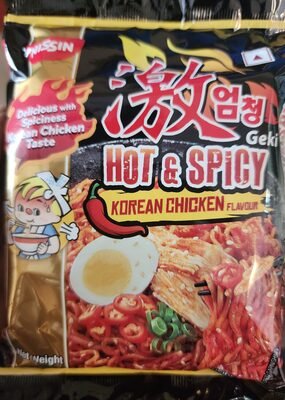 NISSIN
Delicious with
Spiciness
Korean Chicken
Taste
激
엄청
Geki
HOT & SPICY
KOREAN CHICKEN FLAVOUR
Net Weight